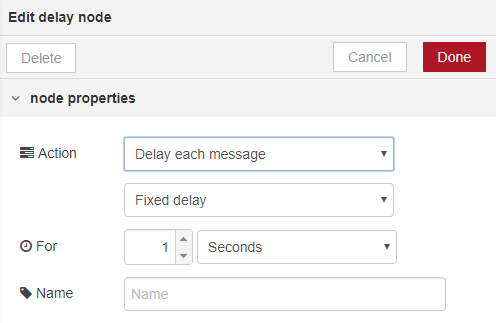 Edit delay node
Delete Cancel Done
node properties
Action Delay each message
Fixed delay
For 1 Seconds
Name Name